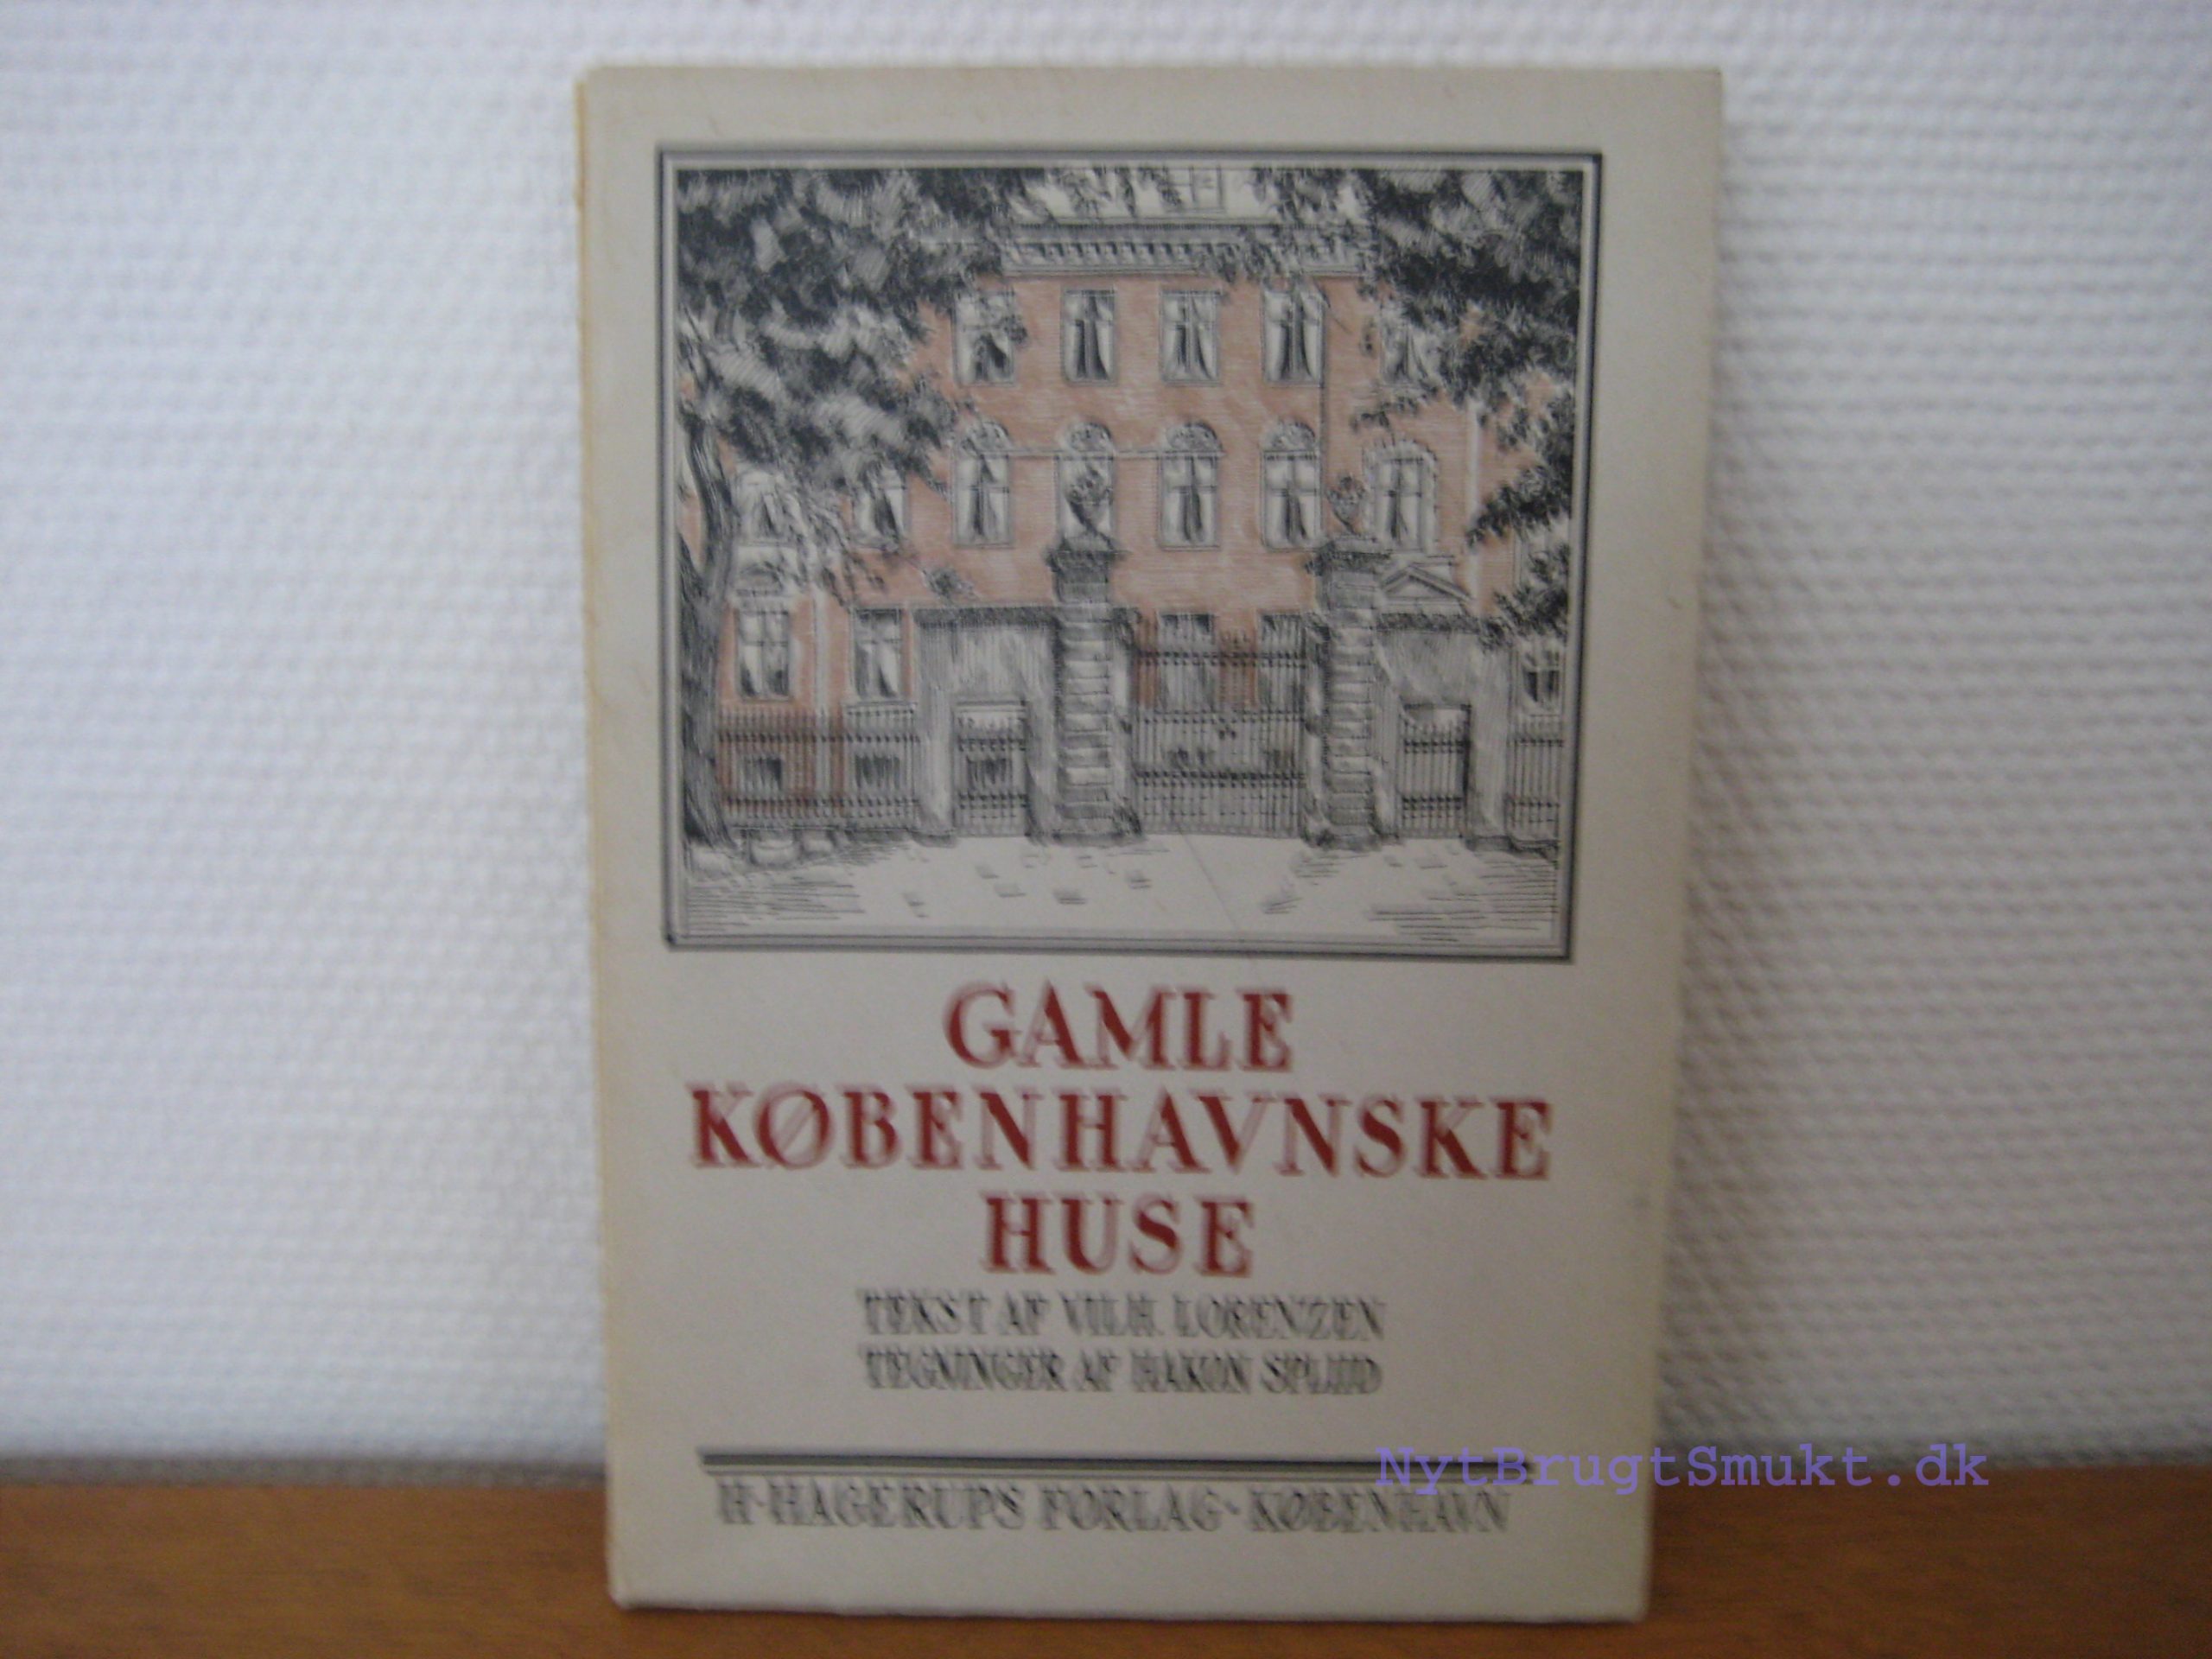 GAMLE
KØBENHAVNSKE
HUSE
TEKST AF VILH. LORENZEN
TEGNINGER AF HAKON SPLIID
H·HAGERUPS FORLAG·KØBENHAVN
NytBrugtSmukt.dk